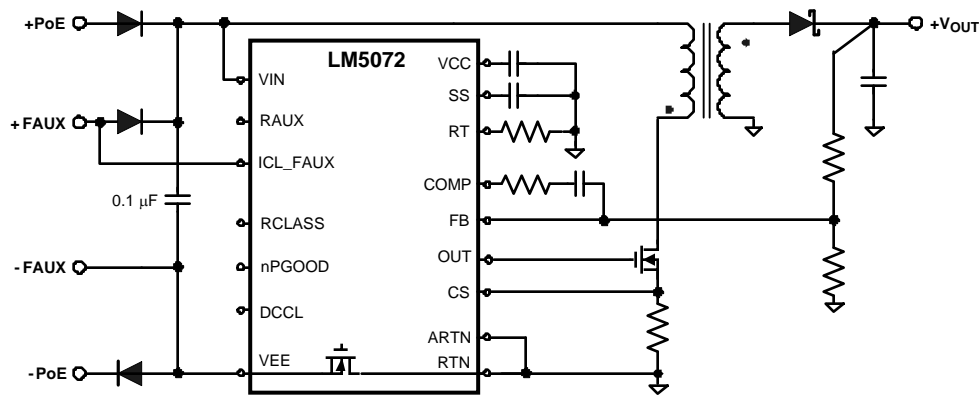 +PoE
+VOUT
LM5072
VCC
VIN
SS
RAUX
+FAUX
RT
ICL_FAUX
COMP
0.1 µF
RCLASS
FB
OUT
-FAUX
nPGOOD
CS
DCCL
ARTN
VEE
RTN
-PoE